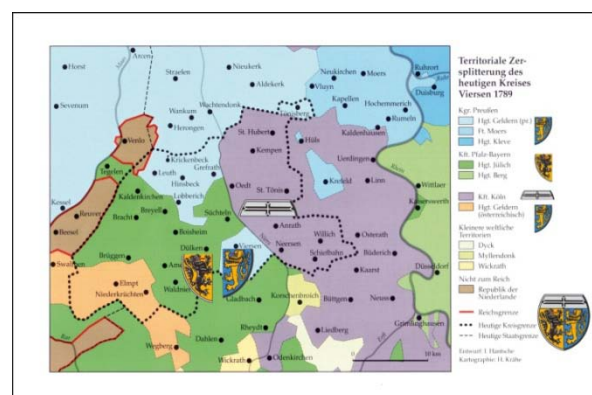 Territoriale Zer-
splitterung des
heutigen Kreises
Viersen 1789
Kgr. Preußen
Hgt. Geldern (pr.)
Ft. Moers
Hgt. Kleve
Kft. Pfalz-Bayern
Hgt. Jülich
Hgt. Berg
Kft. Köln
Hgt. Geldern
(österreichisch)
Kleinere weltliche
Territorien
Dyck
Myllendonk
Wickrath
Nicht zum Reich
Republik der
Niederlande
Reichsgrenze
Heutige Kreisgrenze
Heutige Staatsgrenze
Entwurf: I. Hantsche
Kartographie: H. Krähe
Arcen
Horst
Straelen
Nieukerk
Aldekerk
Neukirchen
Moers
Ruhrort
Vluyn
Duisburg
Sevenum
Wankum
Wachtendonk
Kapellen
Hochemmerich
Rumeln
Herongen
Venlo
St. Hubert
Hüls
Kaldenhausen
Kempen
Krickenbeck
Tegelen
Leuth
Grefrath
Hinsbeck
Lobberich
Oedt
St. Tönis
Krefeld
Uerdingen
Linn
Rhein
Wittlaer
Kaiserswerth
Kessel
Kaldenkirchen
Beesel
Bracht
Breyell
Süchteln
Boisheim
Anrath
Willich
Osterath
Dülken
Viersen
Neersen
Schiefbahn
Büderich
Swalmen
Brüggen
Waldniel
Kaarst
Düsseldorf
Elmpt
Niederkrüchten
Gladbach
Korschenbroich
Büttgen
Neuss
Rheydt
Liedberg
Grimlinghausen
Dahlen
Wegberg
Wickrath
Odenkirchen
Erft
0 10 km